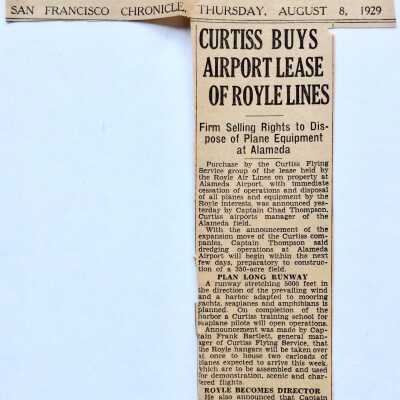 SAN FRANCISCO CHRONICLE, THURSDAY, AUGUST 8, 1929
CURTISS BUYS
AIRPORT LEASE
OF ROYLE LINES
Firm Selling Rights to Dis-
pose of Plane Equipment
at Alameda
Purchase by the Curtiss Flying
Service group of the lease held by
the Royle Air Lines on property at
Alameda Airport, with immediate
cessation of operations and disposal
of all planes and equipment by the
Royle interests, was announced yes-
terday by Captain Chad Thompson,
Curtiss airports manager of the
Alameda field.
With the announcement of the
expansion move of the Curtiss com-
panies, Captain Thompson said
dredging operations at Alameda
Airport will begin within the next
few days, preparatory to construc-
tion of a 350-acre field.
PLAN LONG RUNWAY
A runway stretching 5000 feet in
the direction of the prevailing wind
and a harbor adapted to mooring
yachts, seaplanes and amphibians is
planned. On completion of the
harbor a Curtiss training school for
seaplane pilots will open operations.
Announcement was made by Cap-
tain Frank Bartlett, general man-
ager of Curtiss Flying Service, that
the Royle hangars will be taken over
at once to house two carloads of
planes expected to arrive this week,
which are to be assembled and used
for demonstration, scenic and char-
tered flights.
ROYLE BECOMES DIRECTOR
He also announced that Captain